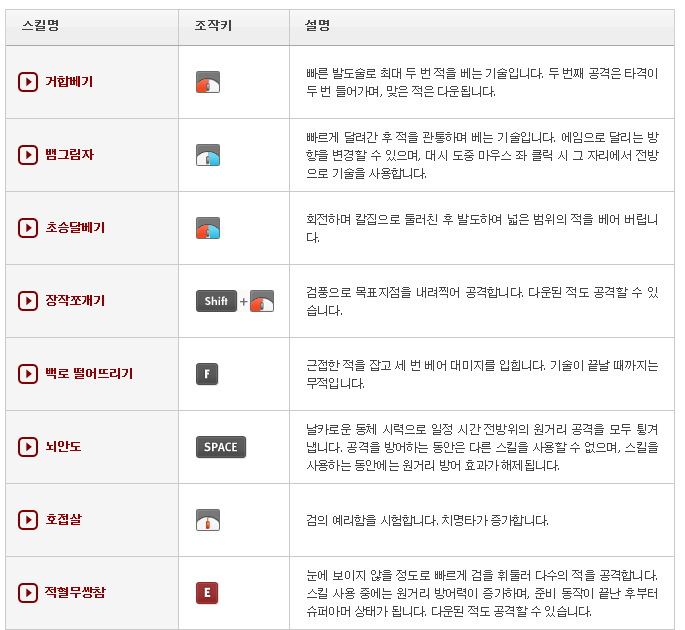 스킬명 조작키 설명
거합베기
빠른 발도술로 최대 두 번 적을 베는 기술입니다. 두 번째 공격은 타격이
두 번 들어가며, 맞은 적은 다운됩니다.
뱀그림자
빠르게 달려간 후 적을 관통하며 베는 기술입니다. 에임으로 달리는 방
향을 변경할 수 있으며, 대시 도중 마우스 좌 클릭 시 그 자리에서 전방
으로 기술을 사용합니다.
초승달베기
회전하며 칼집으로 둘러친 후 발도하여 넓은 범위의 적을 베어 버립니
다.
장작쪼개기
Shift +
검풍으로 목표지점을 내려찍어 공격합니다. 다운된 적도 공격할 수 있
습니다.
백로 떨어뜨리기
F
근접한 적을 잡고 세 번 베어 대미지를 입힙니다. 기술이 끝날 때까지는
무적입니다.
뇌안도
SPACE
날카로운 동체 시력으로 일정 시간 전방위의 원거리 공격을 모두 튕겨
냅니다. 공격을 방어하는 동안은 다른 스킬을 사용할 수 없으며, 스킬을
사용하는 동안에는 원거리 방어 효과가 해제됩니다.
호접살
검의 예리함을 시험합니다. 치명타가 증가합니다.
적혈무쌍참
E
눈에 보이지 않을 정도로 빠르게 검을 휘둘러 다수의 적을 공격합니다.
스킬 사용 중에는 원거리 방어력이 증가하며, 준비 동작이 끝난 후부터
슈퍼아머 상태가 됩니다. 다운된 적도 공격할 수 있습니다.